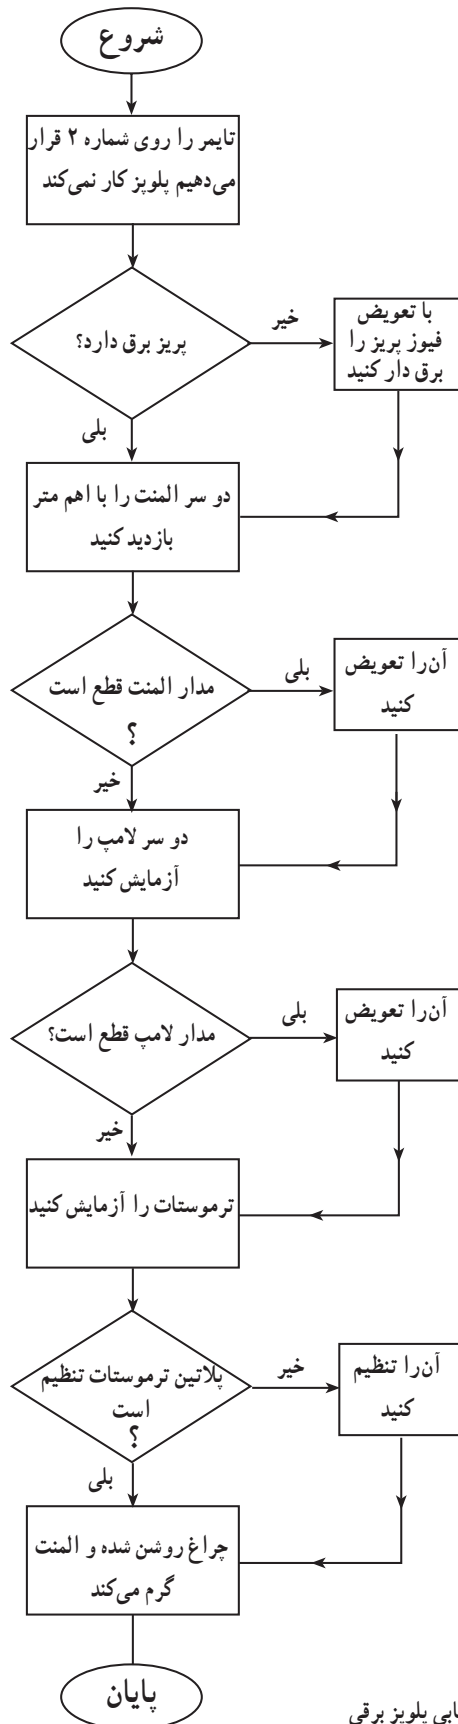 شروع
تایمر را روی شماره ۲ قرار
می‌دهیم پلوپز کار نمی‌کند
پریز برق دارد؟
خیر
با تعویض
فیوز پریز را
برق دار کنید
بلی
دو سر المنت را با اهم متر
بازدید کنید
مدار المنت قطع است
؟
بلی
آن‌را تعویض
کنید
خیر
دو سر لامپ را
آزمایش کنید
مدار لامپ قطع است؟
بلی
آن‌را تعویض
کنید
خیر
ترموستات را آزمایش کنید
پلاتین ترموستات تنظیم
است
؟
خیر
آن‌را تنظیم
کنید
بلی
چراغ روشن شده و المنت
گرم می‌کند
پایان
یابی پلوپز برقی